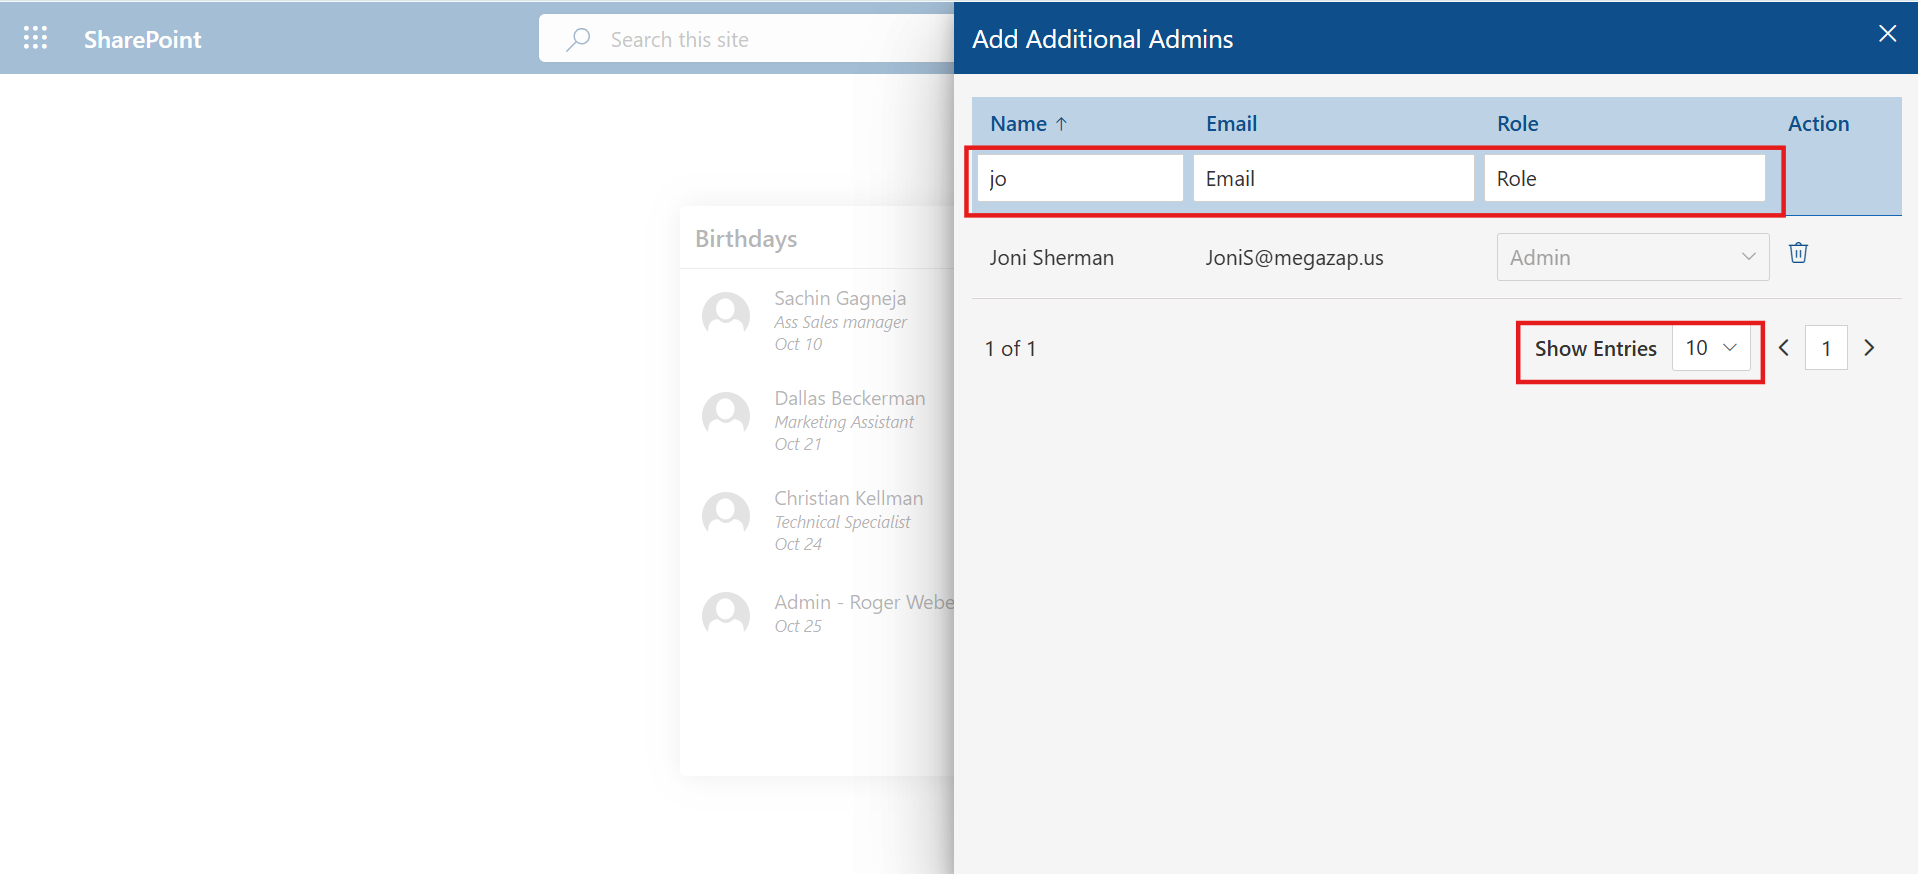 SharePoint
Search this site
Add Additional Admins
Name ↑ Email Role Action
jo Email Role
Joni Sherman JoniS@megazap.us Admin
1 of 1 Show Entries 10 1
Birthdays
Sachin Gagneja
Ass Sales manager
Oct 10
Dallas Beckerman
Marketing Assistant
Oct 21
Christian Kellman
Technical Specialist
Oct 24
Admin - Roger Webe
Oct 25